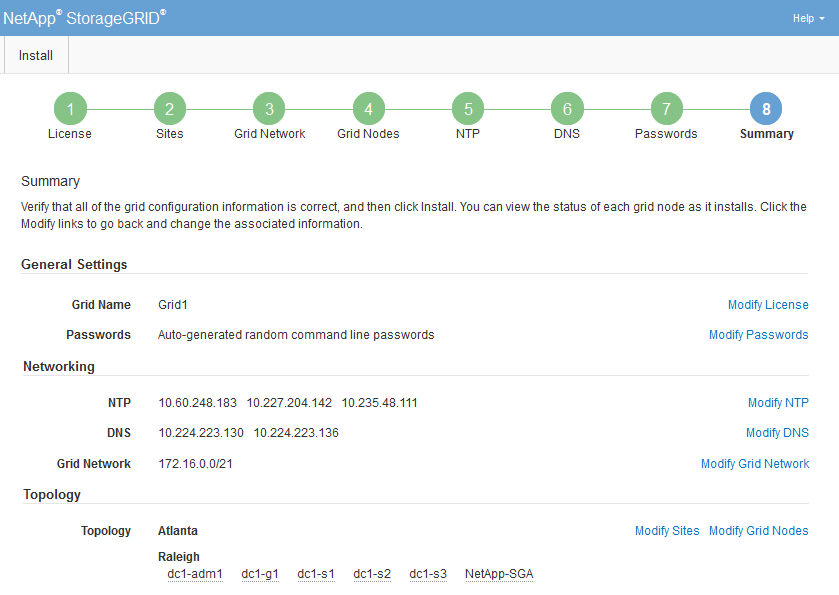 NetApp® StorageGRID®
Help
Install
1 2 3 4 5 6 7 8
License Sites Grid Network Grid Nodes NTP DNS Passwords Summary
Summary
Verify that all of the grid configuration information is correct, and then click Install. You can view the status of each grid node as it installs. Click the
Modify links to go back and change the associated information.
General Settings
Grid Name Grid1 Modify License
Passwords Auto-generated random command line passwords Modify Passwords
Networking
NTP 10.60.248.183 10.227.204.142 10.235.48.111 Modify NTP
DNS 10.224.223.130 10.224.223.136 Modify DNS
Grid Network 172.16.0.0/21 Modify Grid Network
Topology
Topology Atlanta Modify Sites Modify Grid Nodes
Raleigh
dc1-adm1 dc1-g1 dc1-s1 dc1-s2 dc1-s3 NetApp-SGA